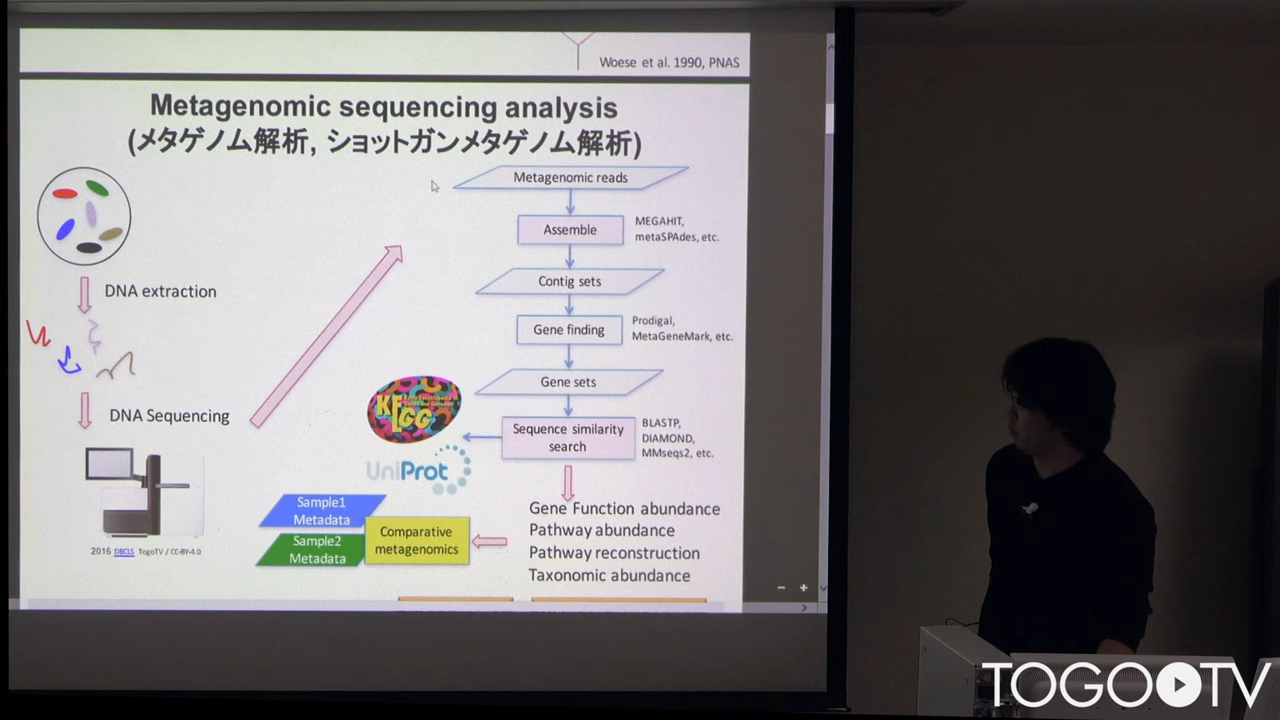 Woese et al. 1990, PNAS
Metagenomic sequencing analysis
(メタゲノム解析, ショットガンメタゲノム解析)
Metagenomic reads
Assemble
MEGAHIT,
metaSPAdes, etc.
Contig sets
DNA extraction
Gene finding
Prodigal,
MetaGeneMark, etc.
Gene sets
DNA Sequencing
KEGG
Sequence similarity
search
BLASTP,
DIAMOND,
MMseqs2, etc.
UniProt
Gene Function abundance
Pathway abundance
Pathway reconstruction
Taxonomic abundance
Sample1
Metadata
Sample2
Metadata
Comparative
metagenomics
2016 DBCLS TogoTV / CC-BY-4.0
TOGOTV